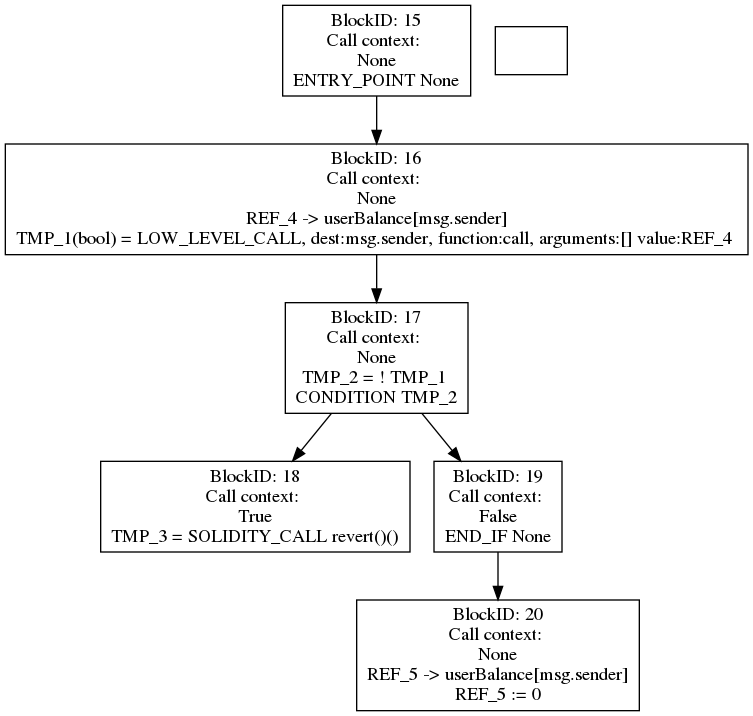 BlockID: 15
Call context:
None
ENTRY_POINT None
BlockID: 16
Call context:
None
REF_4 -> userBalance[msg.sender]
TMP_1(bool) = LOW_LEVEL_CALL, dest:msg.sender, function:call, arguments:[] value:REF_4
BlockID: 17
Call context:
None
TMP_2 = ! TMP_1
CONDITION TMP_2
BlockID: 18
Call context:
True
TMP_3 = SOLIDITY_CALL revert()()
BlockID: 19
Call context:
False
END_IF None
BlockID: 20
Call context:
None
REF_5 -> userBalance[msg.sender]
REF_5 := 0